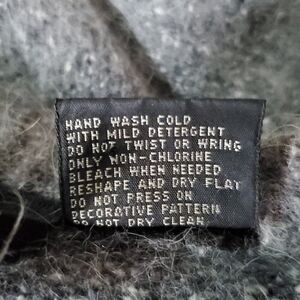 HAND WASH COLD
WITH MILD DETERGENT
DO NOT TWIST OR WRING
ONLY NON-CHLORINE
BLEACH WHEN NEEDED
RESHAPE AND DRY FLAT
DO NOT PRESS ON
DECORATIVE PATTERN
DO NOT DRY CLEAN